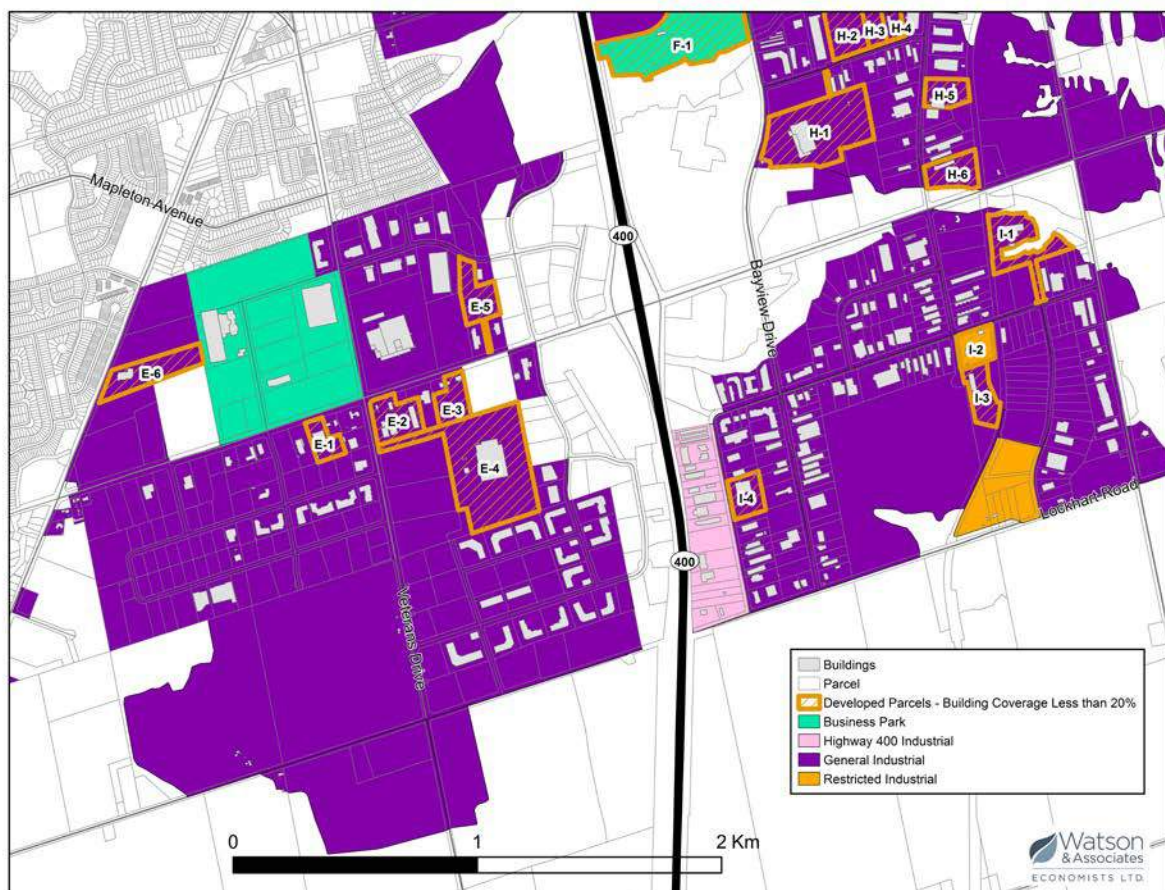 F-1
H-2
H-3
H-4
H-5
H-1
H-6
Mapleton-Avenue
400
Bayview-Drive
I-1
E-5
I-2
E-6
I-3
E-2
E-3
E-1
E-4
I-4
Lockhart Road
400
Veterans Drive
Buildings
Parcel
Developed Parcels - Building Coverage Less than 20%
Business Park
Highway 400 Industrial
General Industrial
Restricted Industrial
0 1 2 Km
Watson
& Associates
ECONOMISTS LTD.